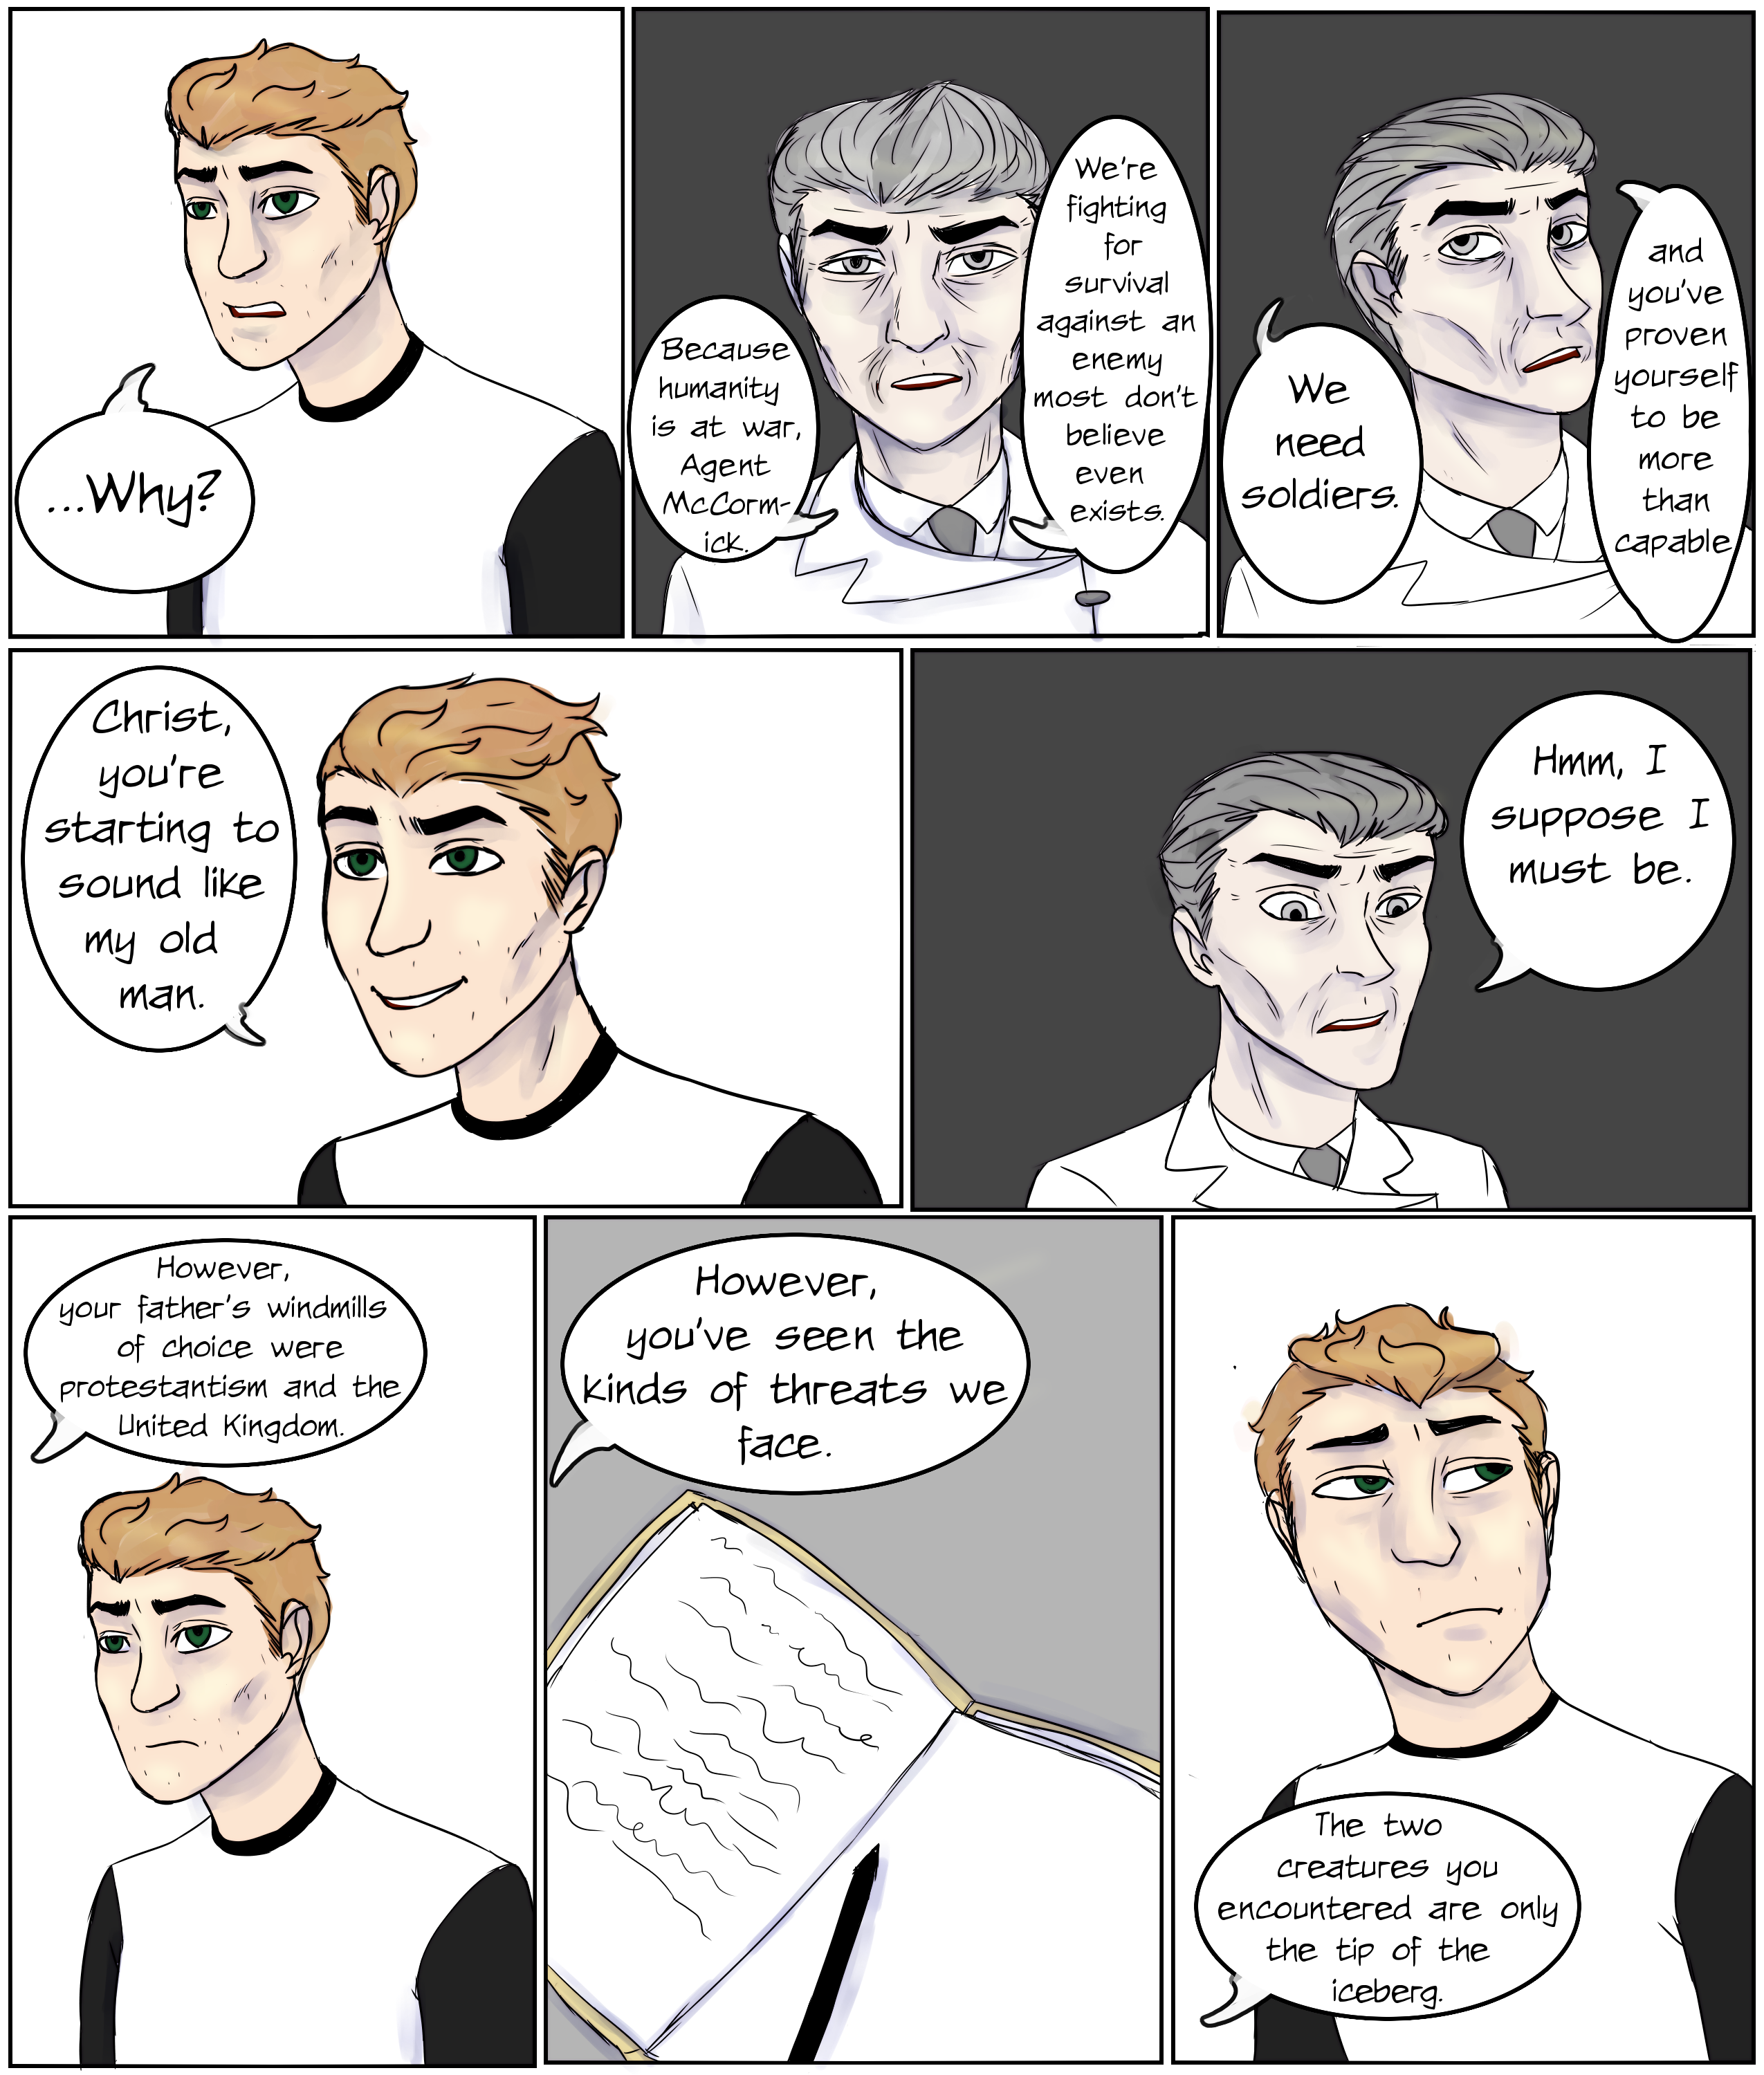 ...Why?
Because
humanity
is at war,
Agent
McCorm-
ick.
We're
fighting
for
survival
against an
enemy
most don't
believe
even
exists.
We
need
soldiers.
and
you've
proven
yourself
to be
more
than
capable
Christ,
you're
starting to
sound like
my old
man.
Hmm, I
suppose I
must be.
However,
your father's windmills
of choice were
protestantism and the
United Kingdom.
However,
you've seen the
kinds of threats we
face.
The two
creatures you
encountered are only
the tip of the
iceberg.